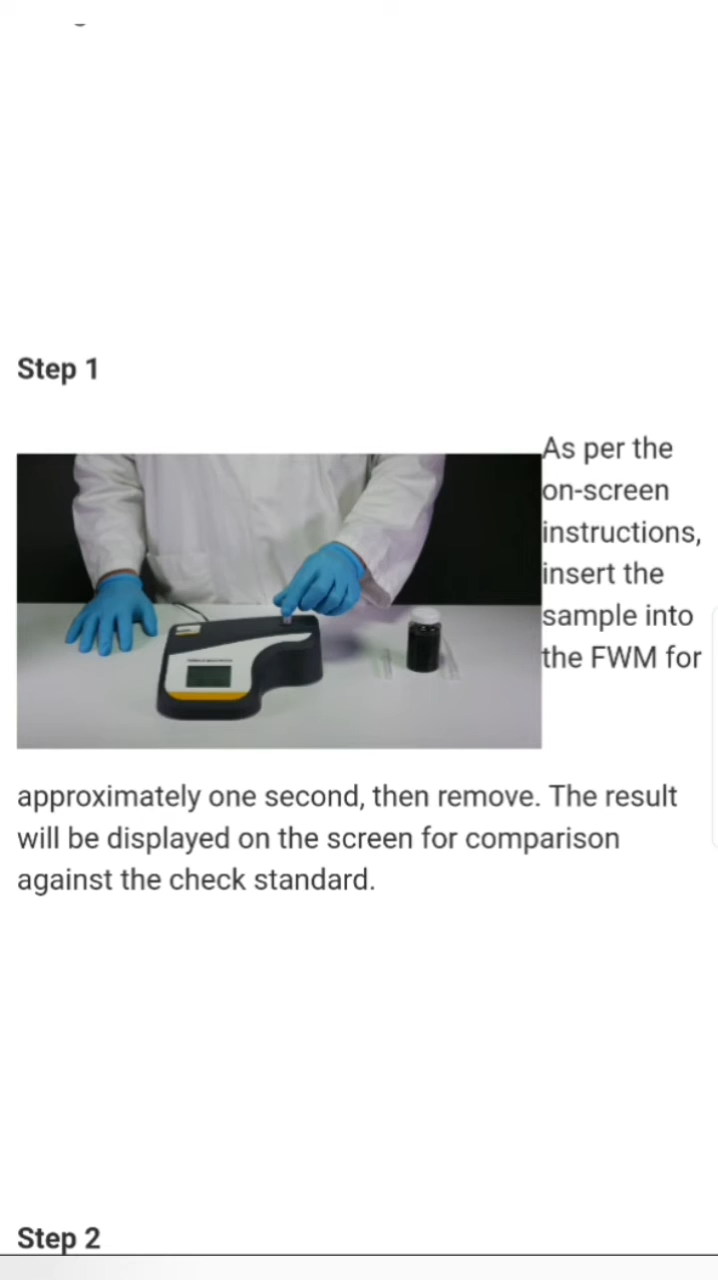 Step 1
As per the
on-screen
instructions,
insert the
sample into
the FWM for
approximately one second, then remove. The result
will be displayed on the screen for comparison
against the check standard.
Step 2